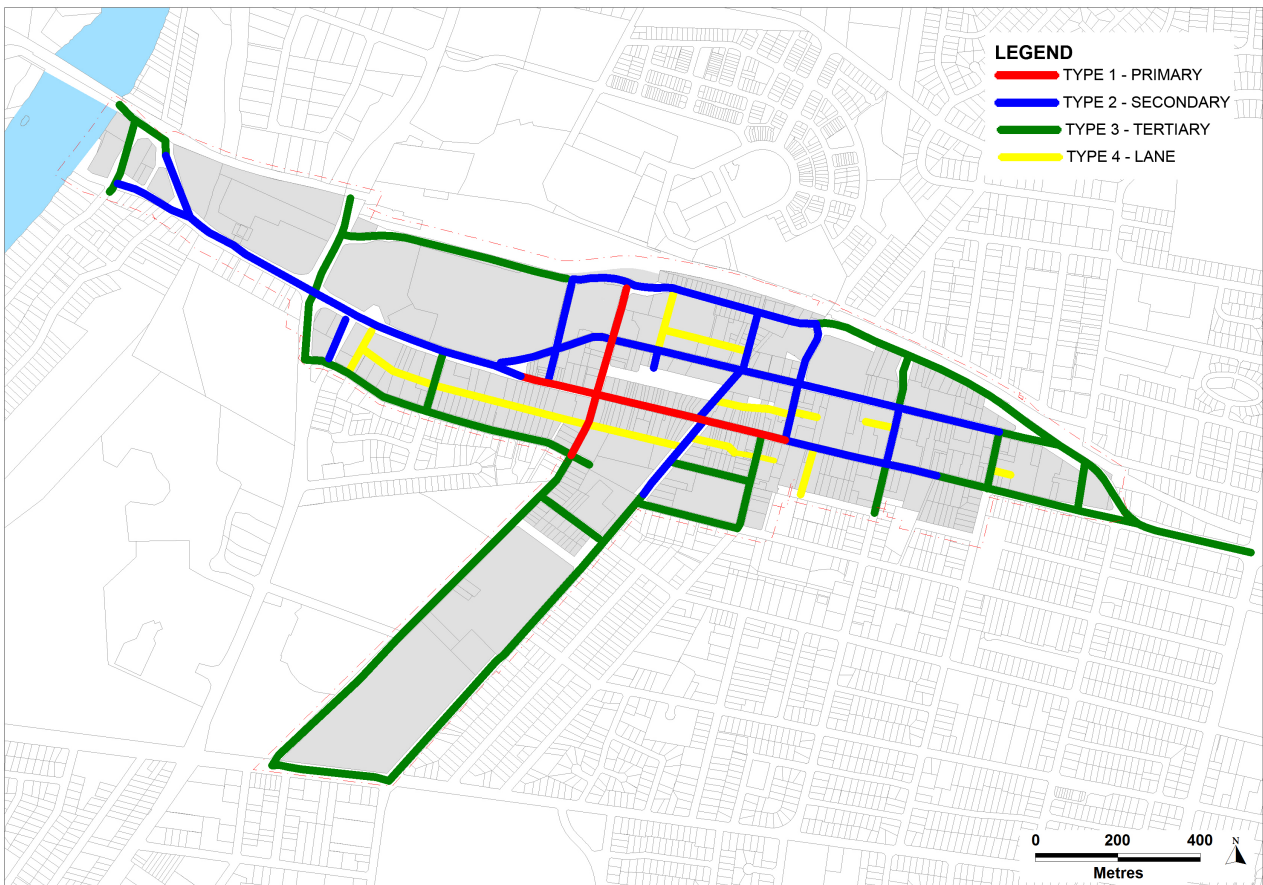 LEGEND
TYPE 1 - PRIMARY
TYPE 2 - SECONDARY
TYPE 3 - TERTIARY
TYPE 4 - LANE
0 200 400
N
Metres